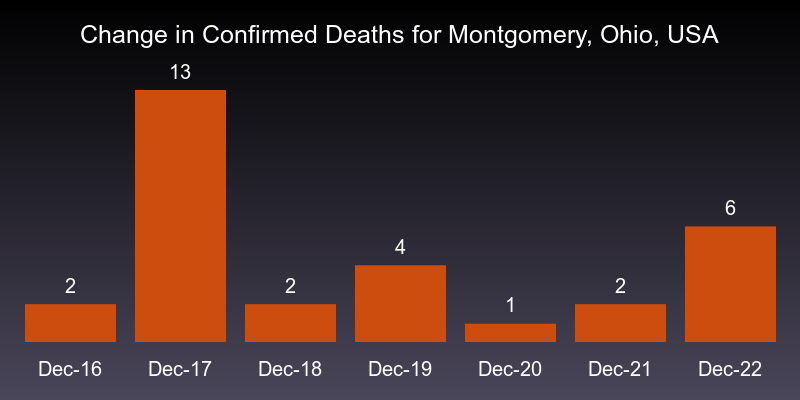 Change in Confirmed Deaths for Montgomery, Ohio, USA
13
6
4
2
2
2
1
Dec-16
Dec-17
Dec-18
Dec-19
Dec-20
Dec-21
Dec-22